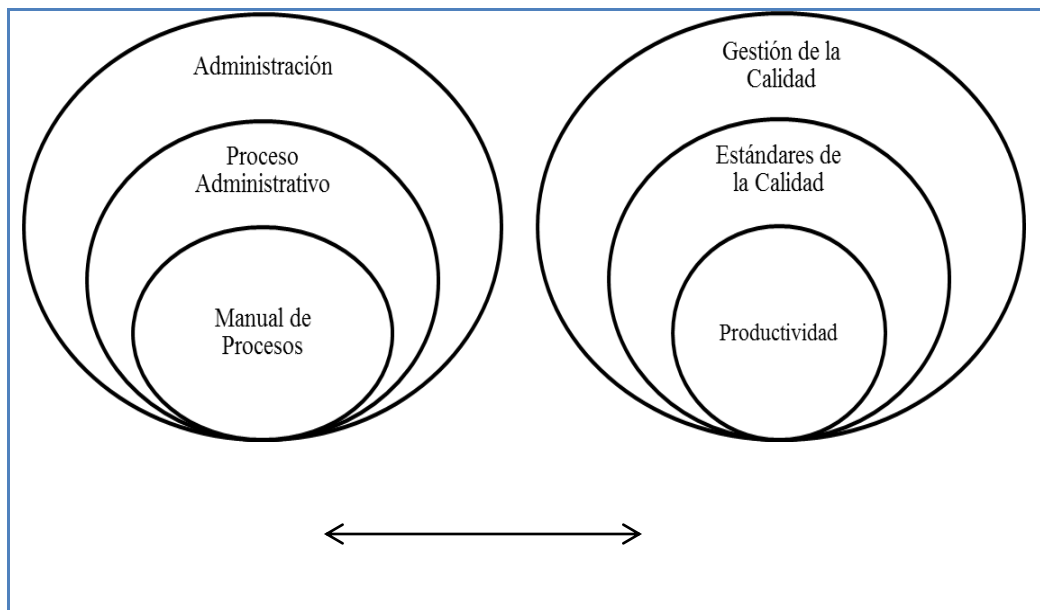 Administración
Proceso
Administrativo
Manual de
Procesos
Gestión de la
Calidad
Estándares de
la Calidad
Productividad